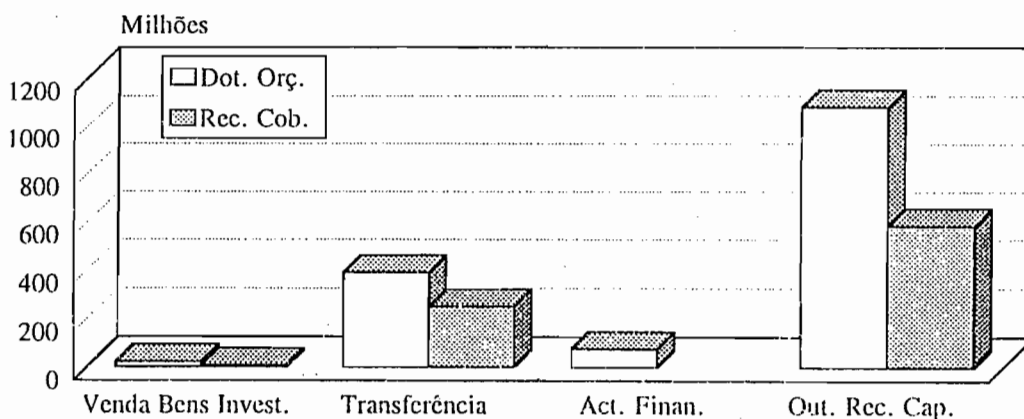 Milhões
Dot. Orç.
Rec. Cob.
1200
1000
800
600
400
200
0
Venda Bens Invest. Transferência Act. Finan. Out. Rec. Cap.